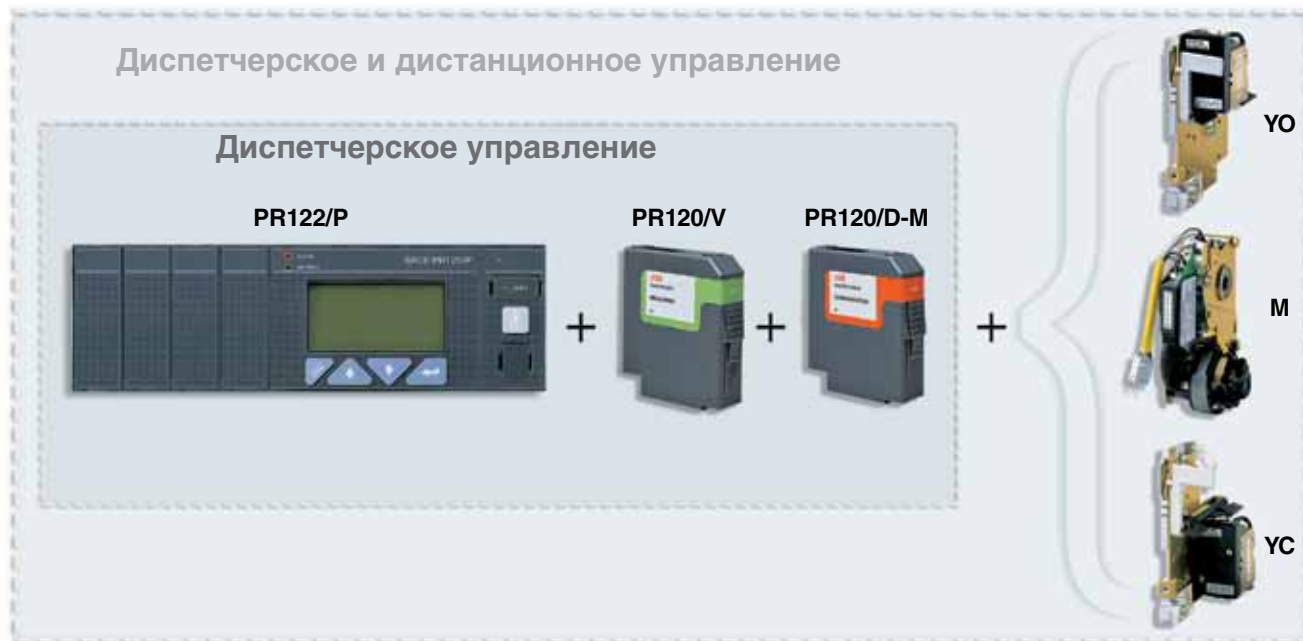 Диспетчерское и дистанционное управление
Диспетчерское управление
PR122/P
PR120/V
PR120/D-M
+
+
+
YO
M
YC